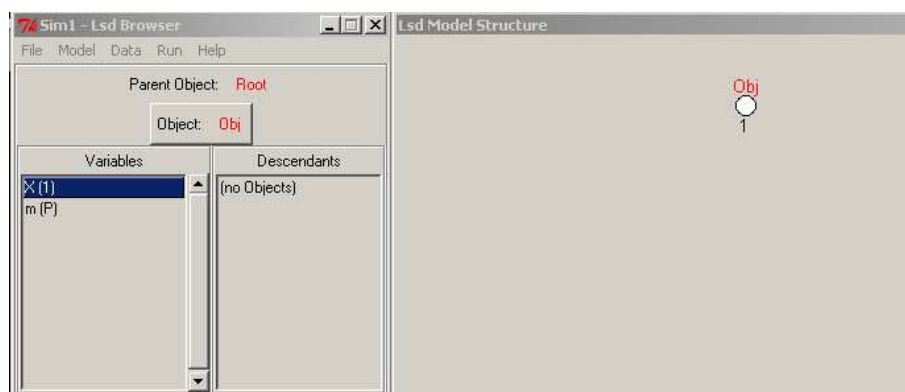 Sim1 - Lsd Browser
File Model Data Run Help
Parent Object: Root
Object: Obj
Variables
X (1)
m (P)
Descendants
(no Objects)
Lsd Model Structure
Obj
1